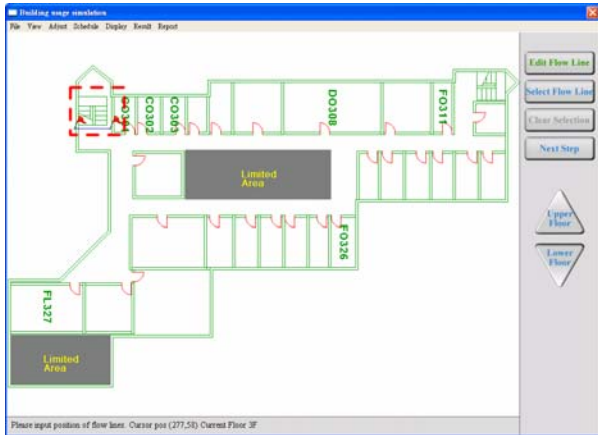 Building usage simulation
File View Adjust Schedule Display Result Report
Edit Flow Line
Select Flow Line
Clear Selection
Next Step
Upper Floor
Lower Floor
CO301
CO302
CO303
DO308
FO311
Limited
Area
FO326
FL327
Limited
Area
Please input position of flow lines. Cursor pos (277,58) Current Floor 3F